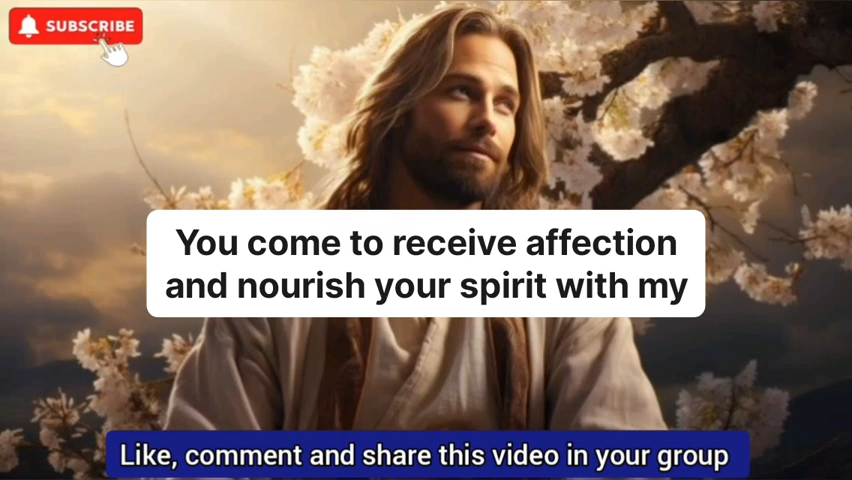 SUBSCRIBE
You come to receive affection
and nourish your spirit with my
Like, comment and share this video in your group